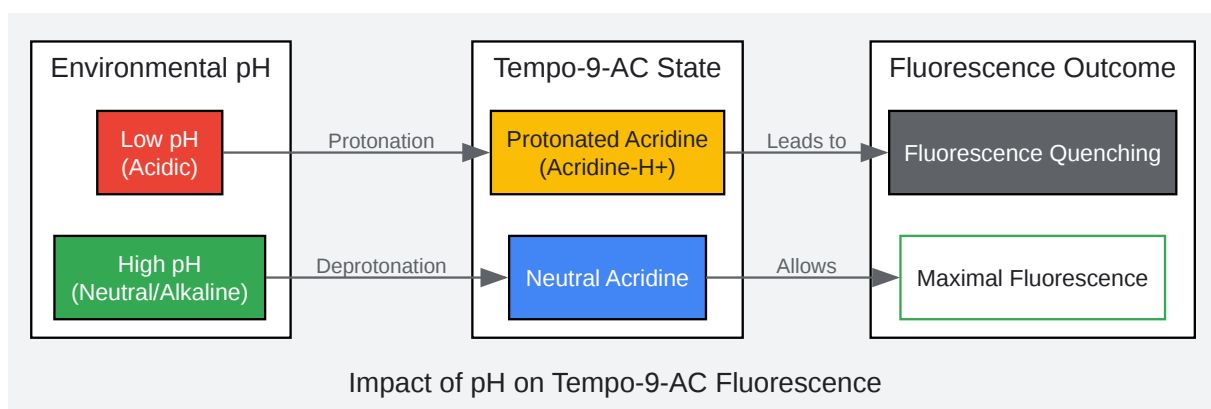 Environmental pH
Low pH
(Acidic)
High pH
(Neutral/Alkaline)
Protonation
Deprotonation
Tempo-9-AC State
Protonated Acridine
(Acridine-H+)
Neutral Acridine
Leads to
Allows
Fluorescence Outcome
Fluorescence Quenching
Maximal Fluorescence
Impact of pH on Tempo-9-AC Fluorescence